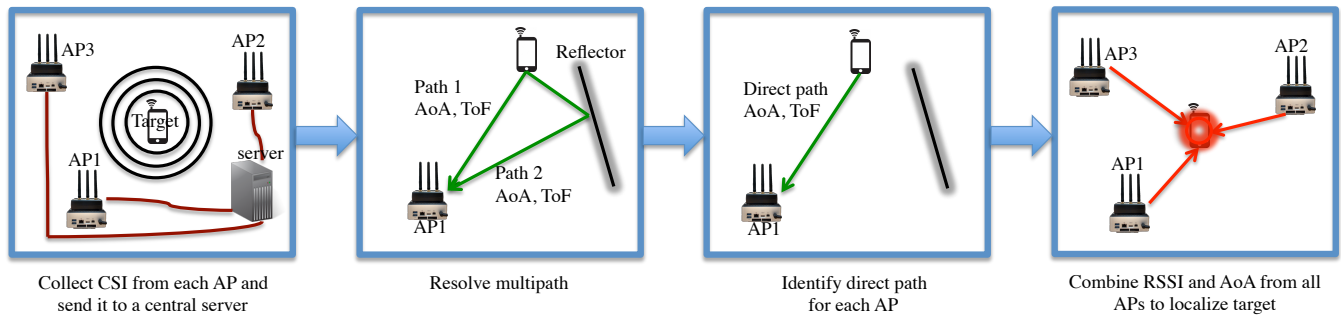 AP3
AP2
Target
server
AP1
Collect CSI from each AP and
send it to a central server
Reflector
Path 1
AoA, ToF
Path 2
AoA, ToF
AP1
Resolve multipath
Direct path
AoA, ToF
AP1
Identify direct path
for each AP
AP3
AP2
AP1
Combine RSSI and AoA from all
APs to localize target